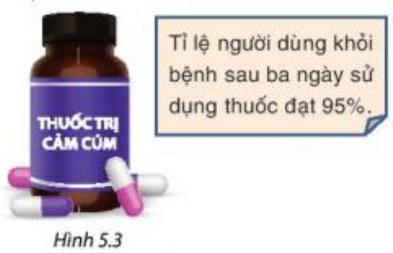 Tỉ lệ người dùng khỏi
bệnh sau ba ngày sử
dụng thuốc đạt 95%.
THUỐC TRỊ
CẢM CÚM
Hình 5.3